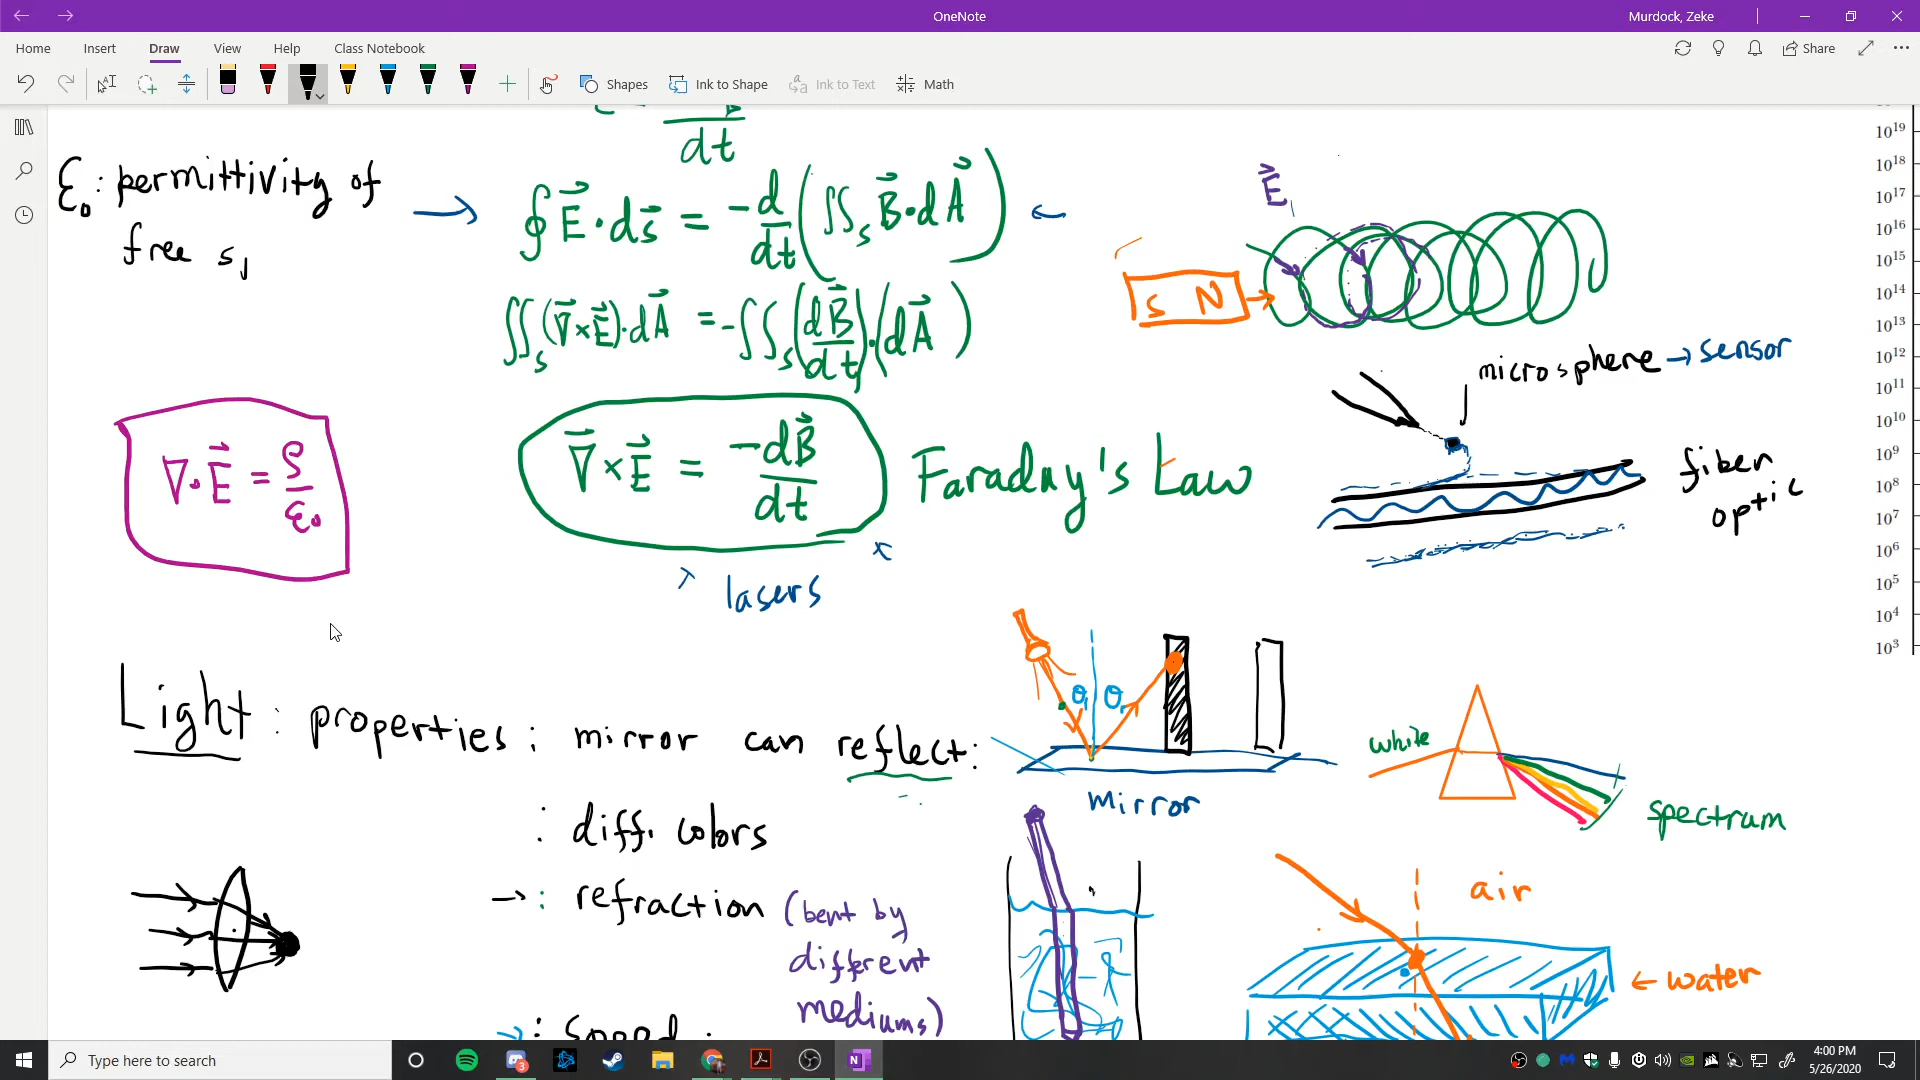 OneNote
Murdock, Zeke
Home Insert Draw View Help Class Notebook
Share
Shapes
Ink to Shape
Ink to Text
Math
dt
ε₀: permittivity of
free s
∮ E⃗ • ds⃗ = -d/dt (∬ₛ B⃗ • dA⃗)
∬ₛ (∇⃗ × E⃗) • dA⃗ = -∬ₛ (dB⃗/dt) • (dA⃗)
∇ • E⃗ = ρ/ε₀
∇⃗ × E⃗ = -dB⃗/dt
Faraday's Law
lasers
E⃗
S N
microsphere → sensor
fiber
optic
10¹⁹
10¹⁸
10¹⁷
10¹⁶
10¹⁵
10¹⁴
10¹³
10¹²
10¹¹
10¹⁰
10⁹
10⁸
10⁷
10⁶
10⁵
10⁴
10³
Light : properties : mirror can reflect:
θᵢ θᵣ
mirror
white
spectrum
: diff. colors
→ : refraction (bent by
different
mediums)
air
← water
→ : Speed :
Type here to search
3
4:00 PM
5/26/2020